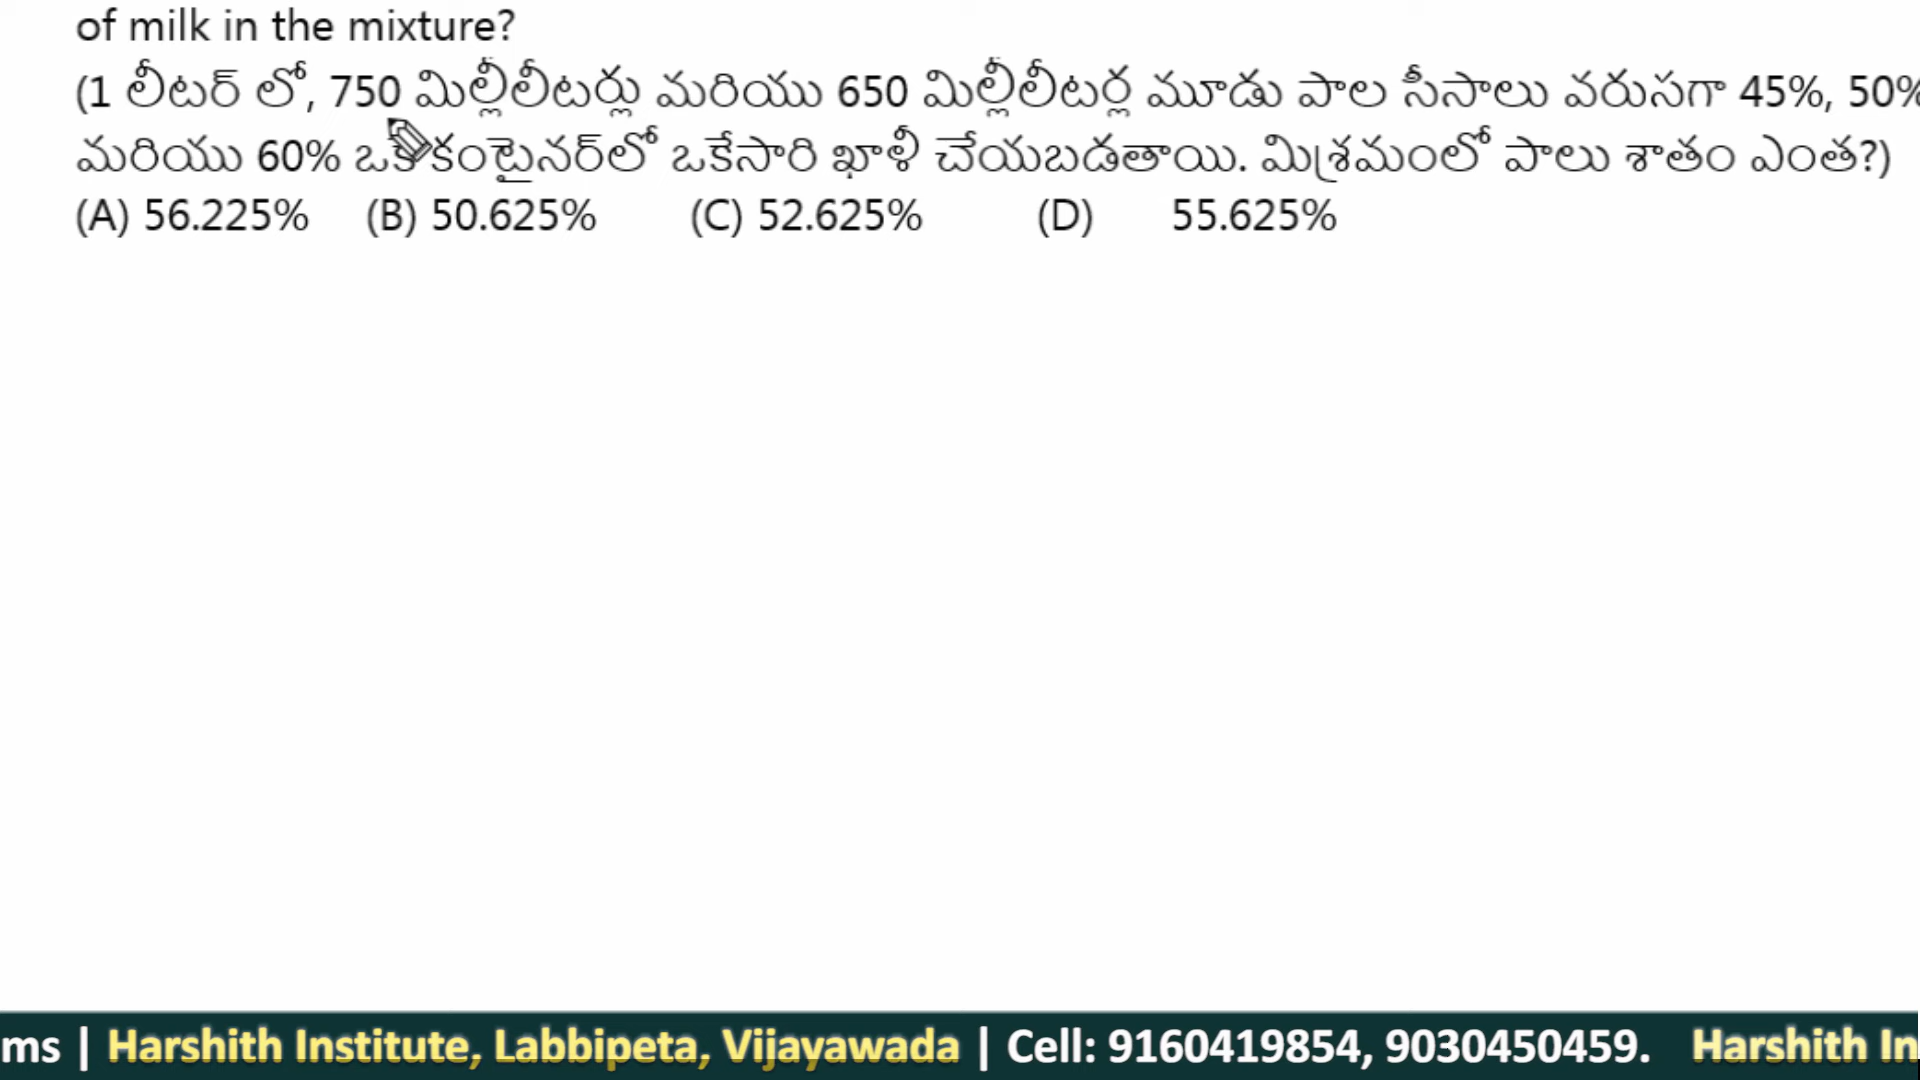 of milk in the mixture?
(1 లీటర్ లో, 750 మిల్లీలీటర్లు మరియు 650 మిల్లీలీటర్ల మూడు పాల సీసాలు వరుసగా 45%, 50%
మరియు 60% ఒక కంటైనర్‌లో ఒకేసారి ఖాళీ చేయబడతాయి. మిశ్రమంలో పాలు శాతం ఎంత?)
(A) 56.225% (B) 50.625% (C) 52.625% (D) 55.625%
ms | Harshith Institute, Labbipeta, Vijayawada | Cell: 9160419854, 9030450459. Harshith In